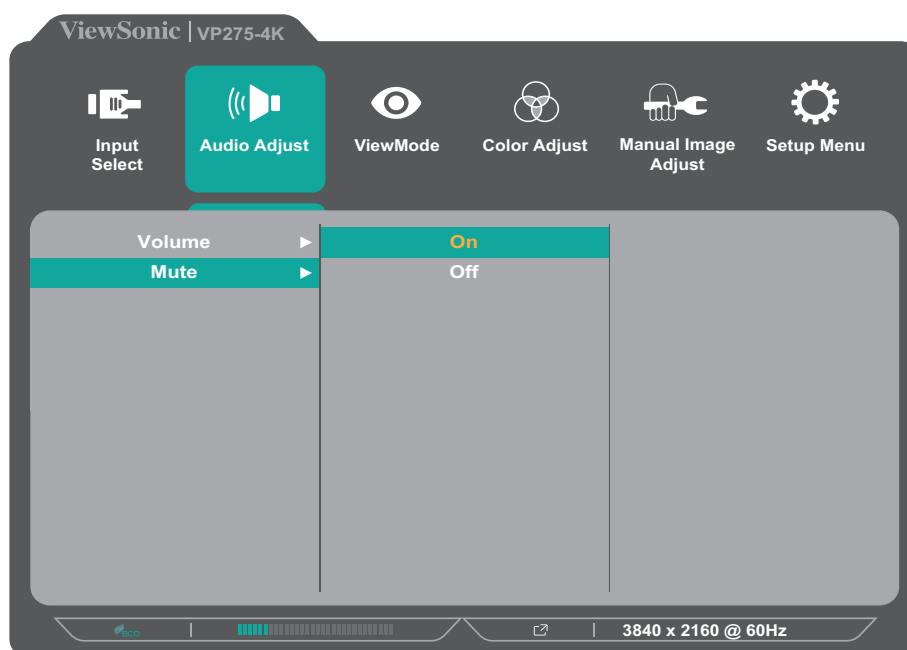 ViewSonic | VP275-4K
Input
Select
Audio Adjust
ViewMode
Color Adjust
Manual Image
Adjust
Setup Menu
Volume
On
Mute
Off
ECO
3840 x 2160 @ 60Hz